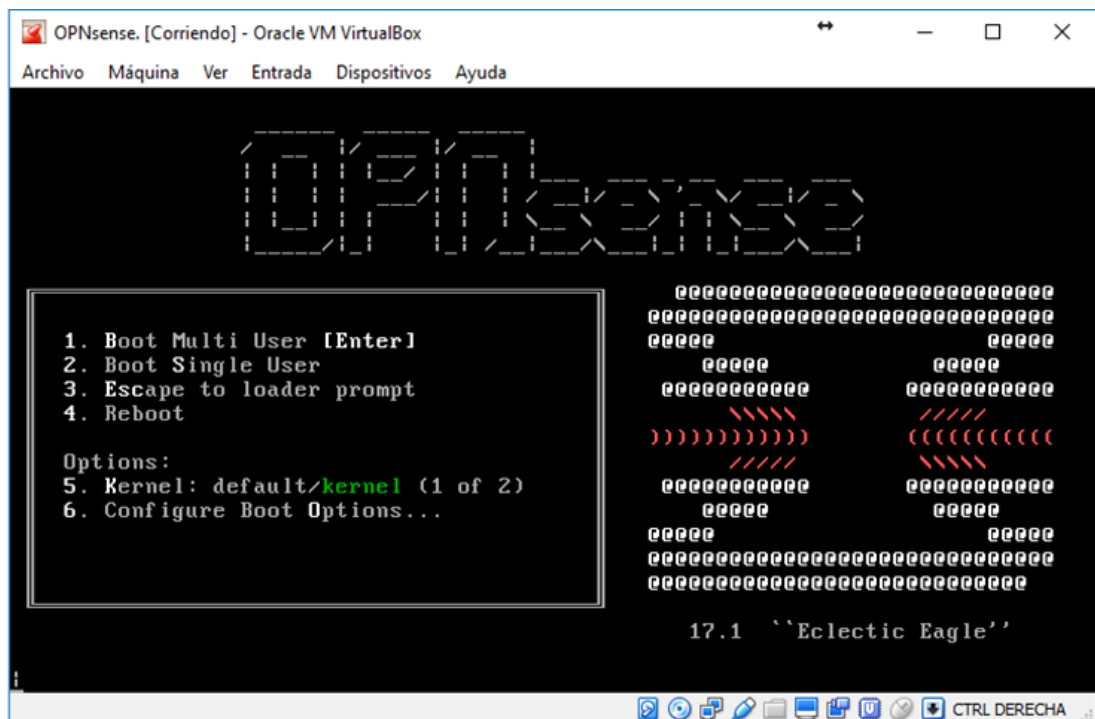 OPNsense. [Corriendo] - Oracle VM VirtualBox
Archivo Máquina Ver Entrada Dispositivos Ayuda
OPNsense
1. Boot Multi User [Enter]
2. Boot Single User
3. Escape to loader prompt
4. Reboot
Options:
5. Kernel: default/kernel (1 of 2)
6. Configure Boot Options...
17.1 ``Eclectic Eagle''
CTRL DERECHA